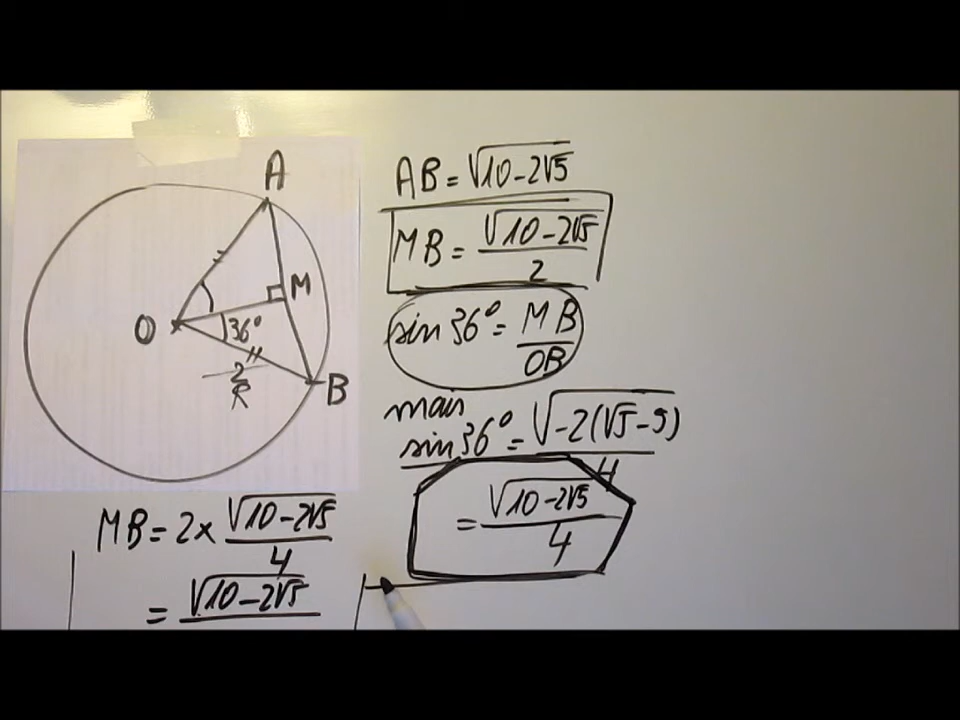 A
M
O
36°
2
R
B
AB = √10 - 2√5
MB = √10 - 2√5 / 2
sin 36° = MB / OB
mais
sin 36° = √-2(√5 - 5) / 4
= √10 - 2√5 / 4
MB = 2 × √10 - 2√5 / 4
= √10 - 2√5